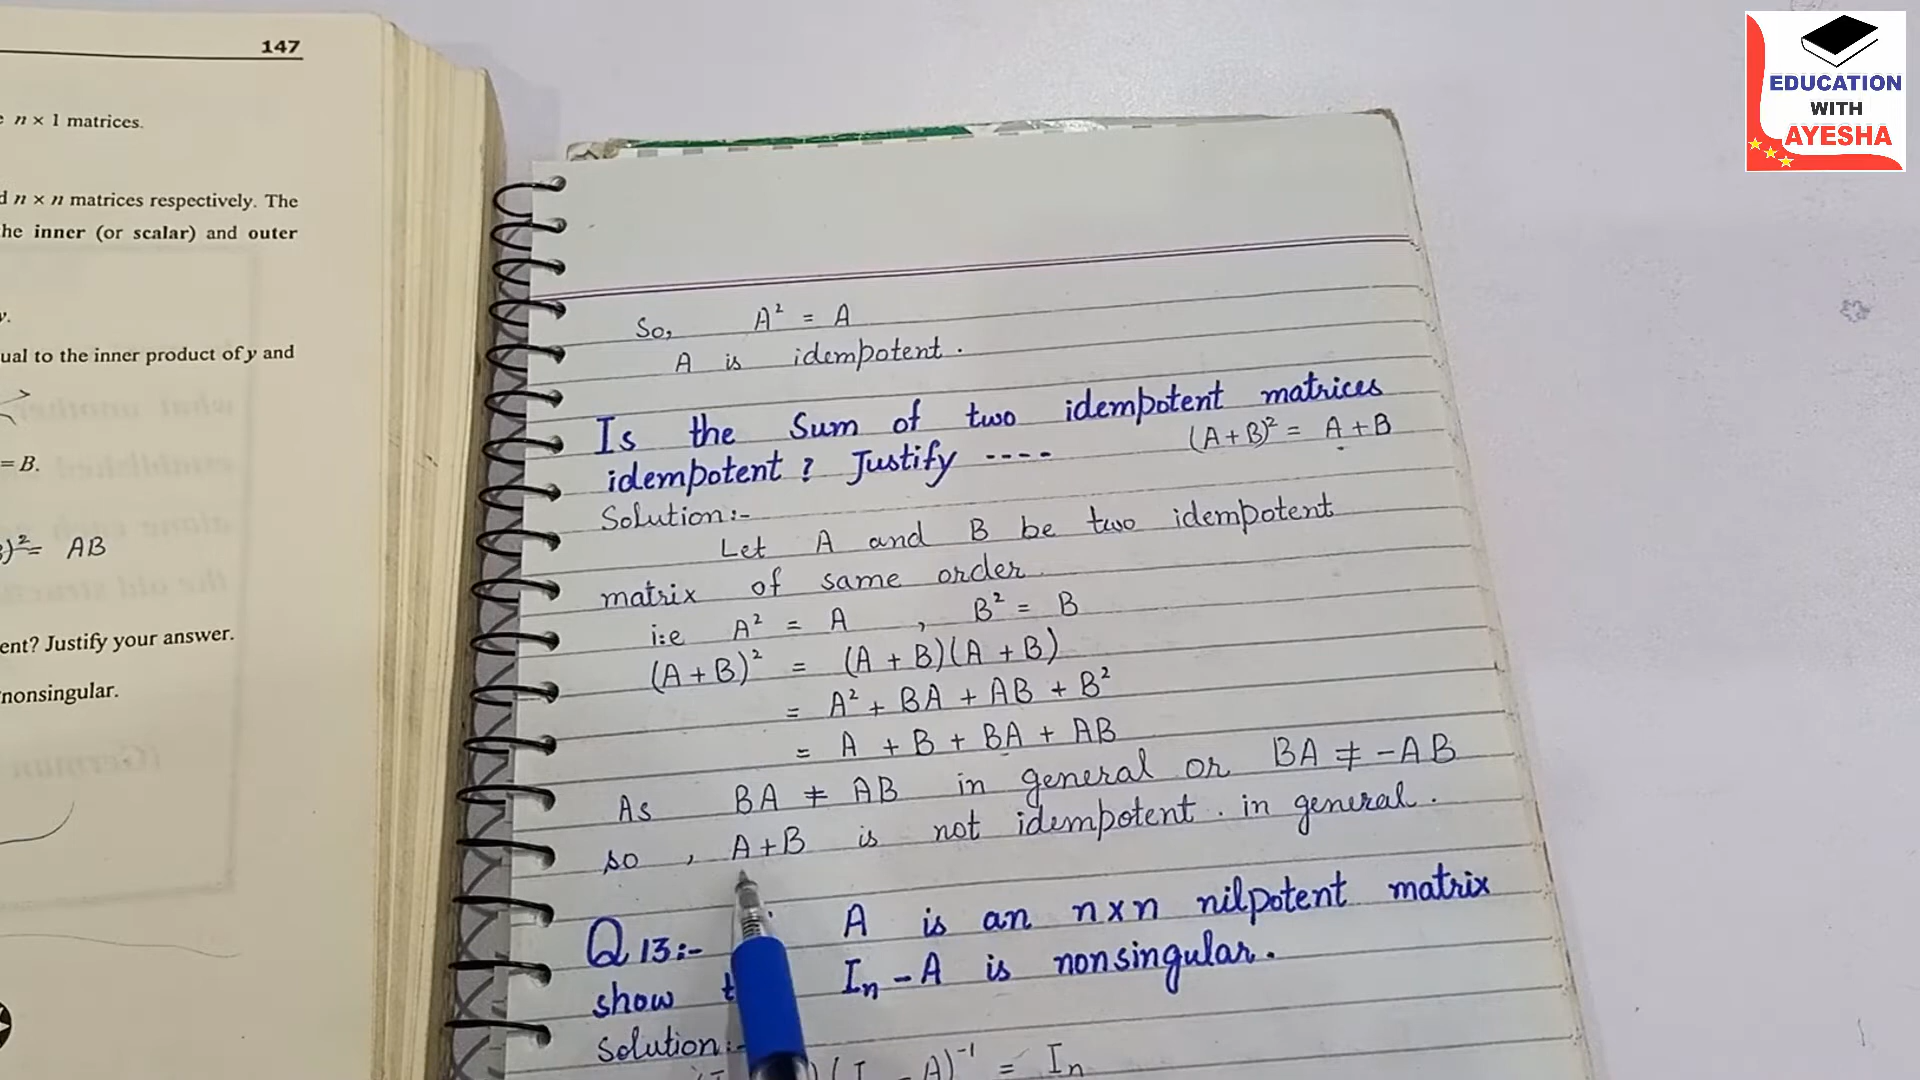 147
n × 1 matrices.
n × n matrices respectively. The
he inner (or scalar) and outer
ual to the inner product of y and
= B.
)² = AB
ent? Justify your answer.
nonsingular.
EDUCATION
WITH
AYESHA
So, A² = A
A is idempotent.
Is the Sum of two idempotent matrices
(A+B)² = A+B
idempotent? Justify ----
Solution:-
Let A and B be two idempotent
matrix of same order
i.e A² = A , B² = B
(A+B)² = (A + B)(A + B)
= A² + BA + AB + B²
= A + B + BA + AB
As BA ≠ AB in general or BA ≠ -AB
so, A+B is not idempotent. in general.
Q13:- A is an n×n nilpotent matrix
show In - A is nonsingular.
Solution:-
- A)⁻¹ = In